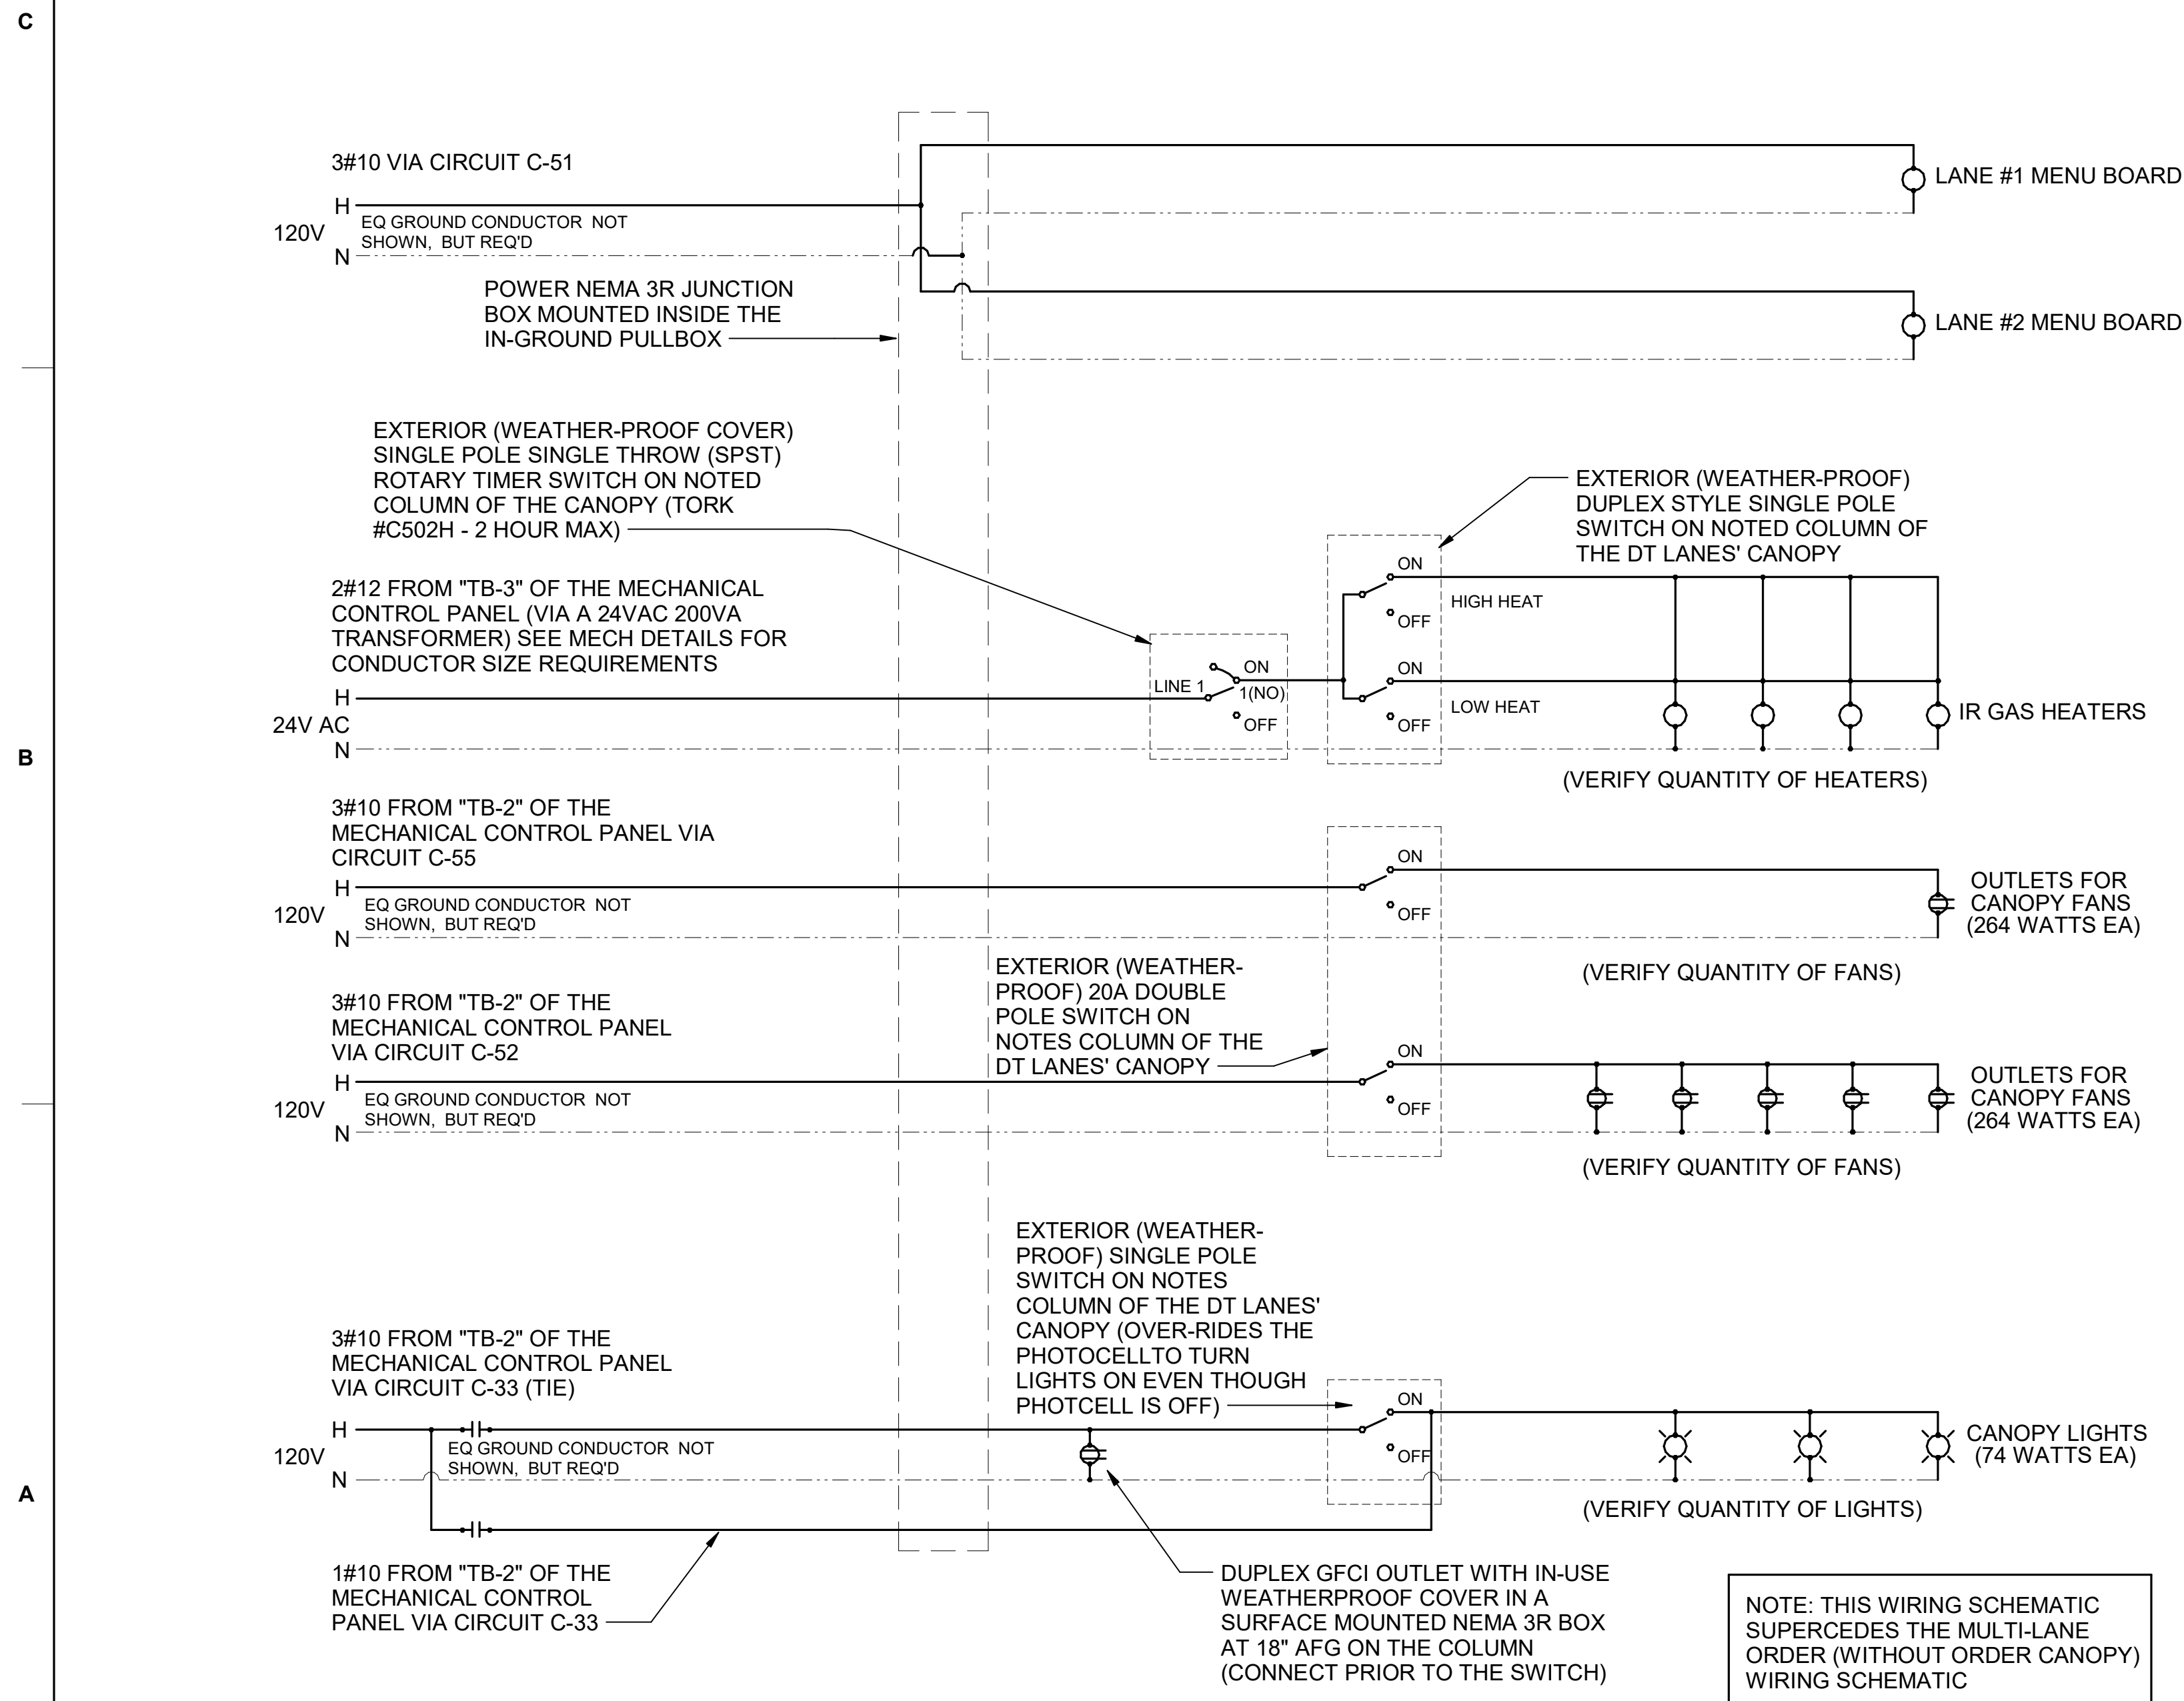 C
3#10 VIA CIRCUIT C-51
H
EQ GROUND CONDUCTOR NOT
SHOWN, BUT REQ'D
120V
N
LANE #1 MENU BOARD
LANE #2 MENU BOARD
POWER NEMA 3R JUNCTION
BOX MOUNTED INSIDE THE
IN-GROUND PULLBOX
EXTERIOR (WEATHER-PROOF COVER)
SINGLE POLE SINGLE THROW (SPST)
ROTARY TIMER SWITCH ON NOTED
COLUMN OF THE CANOPY (TORK
#C502H - 2 HOUR MAX)
EXTERIOR (WEATHER-PROOF)
DUPLEX STYLE SINGLE POLE
SWITCH ON NOTED COLUMN OF
THE DT LANES' CANOPY
2#12 FROM "TB-3" OF THE MECHANICAL
CONTROL PANEL (VIA A 24VAC 200VA
TRANSFORMER) SEE MECH DETAILS FOR
CONDUCTOR SIZE REQUIREMENTS
H
24V AC
N
LINE 1
ON
1(NO)
OFF
ON
OFF
HIGH HEAT
ON
OFF
LOW HEAT
IR GAS HEATERS
(VERIFY QUANTITY OF HEATERS)
B
3#10 FROM "TB-2" OF THE
MECHANICAL CONTROL PANEL VIA
CIRCUIT C-55
H
EQ GROUND CONDUCTOR NOT
SHOWN, BUT REQ'D
120V
N
ON
OFF
OUTLETS FOR
CANOPY FANS
(264 WATTS EA)
(VERIFY QUANTITY OF FANS)
EXTERIOR (WEATHER-
PROOF) 20A DOUBLE
POLE SWITCH ON
NOTES COLUMN OF THE
DT LANES' CANOPY
3#10 FROM "TB-2" OF THE
MECHANICAL CONTROL PANEL
VIA CIRCUIT C-52
H
EQ GROUND CONDUCTOR NOT
SHOWN, BUT REQ'D
120V
N
ON
OFF
OUTLETS FOR
CANOPY FANS
(264 WATTS EA)
(VERIFY QUANTITY OF FANS)
EXTERIOR (WEATHER-
PROOF) SINGLE POLE
SWITCH ON NOTES
COLUMN OF THE DT LANES'
CANOPY (OVER-RIDES THE
PHOTOCELLTO TURN
LIGHTS ON EVEN THOUGH
PHOTCELL IS OFF)
3#10 FROM "TB-2" OF THE
MECHANICAL CONTROL PANEL
VIA CIRCUIT C-33 (TIE)
H
EQ GROUND CONDUCTOR NOT
SHOWN, BUT REQ'D
120V
N
ON
OFF
CANOPY LIGHTS
(74 WATTS EA)
(VERIFY QUANTITY OF LIGHTS)
A
1#10 FROM "TB-2" OF THE
MECHANICAL CONTROL
PANEL VIA CIRCUIT C-33
DUPLEX GFCI OUTLET WITH IN-USE
WEATHERPROOF COVER IN A
SURFACE MOUNTED NEMA 3R BOX
AT 18" AFG ON THE COLUMN
(CONNECT PRIOR TO THE SWITCH)
NOTE: THIS WIRING SCHEMATIC
SUPERCEDES THE MULTI-LANE
ORDER (WITHOUT ORDER CANOPY)
WIRING SCHEMATIC